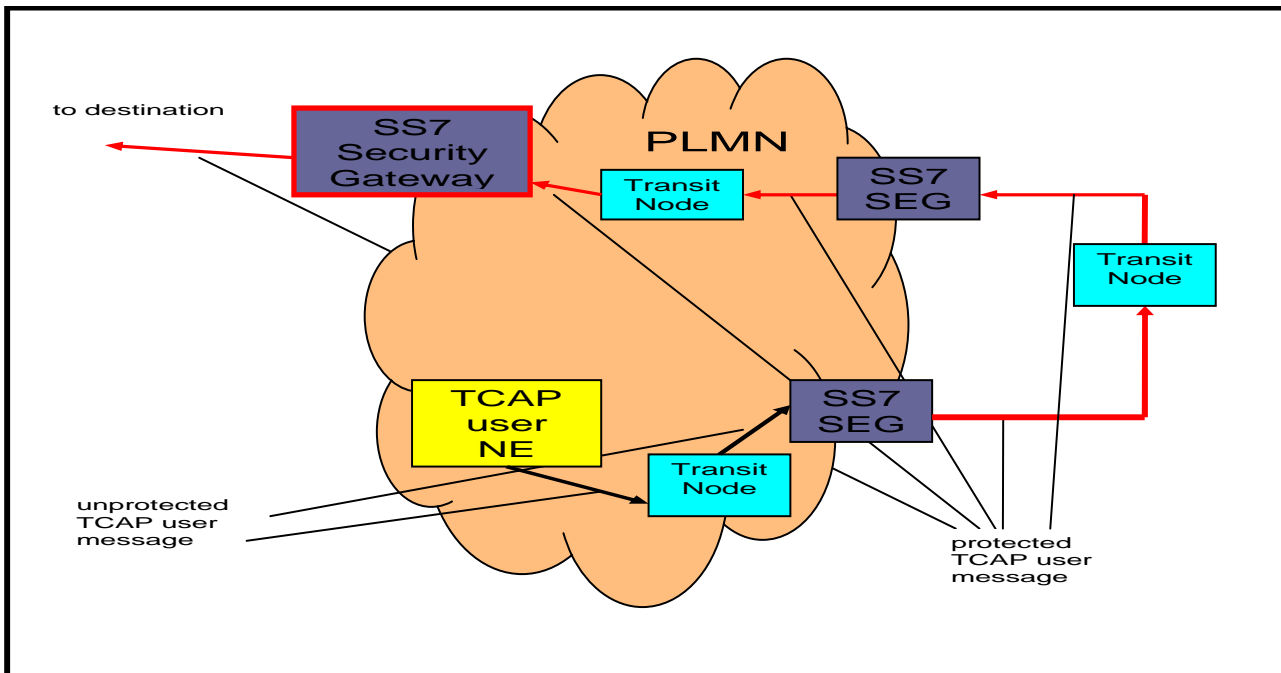 to destination
SS7
Security
Gateway
PLMN
Transit
Node
SS7
SEG
Transit
Node
TCAP
user
NE
SS7
SEG
Transit
Node
unprotected
TCAP user
message
protected
TCAP user
message